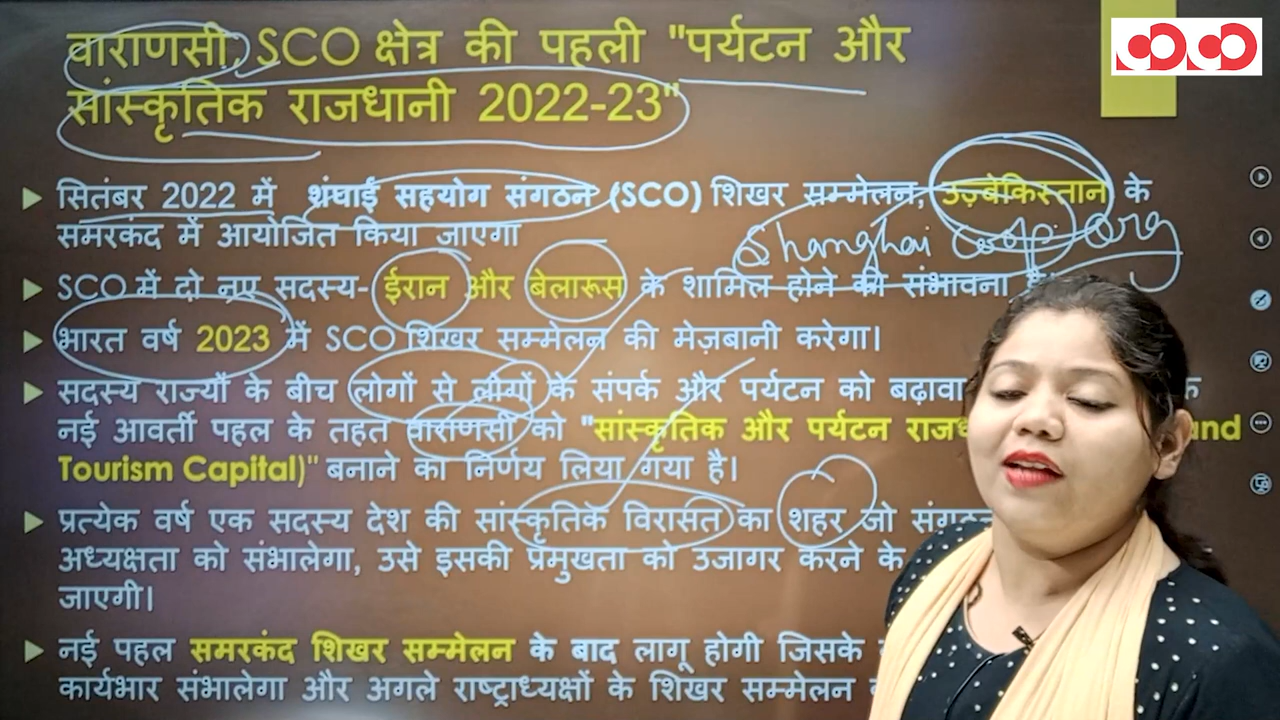 वाराणसी, SCO क्षेत्र की पहली "पर्यटन और
सांस्कृतिक राजधानी 2022-23"
सितंबर 2022 में शंघाई सहयोग संगठन (SCO) शिखर सम्मेलन, उज़्बेकिस्तान के
समरकंद में आयोजित किया जाएगा
Shanghai Coop. Org
SCO में दो नए सदस्य- ईरान और बेलारूस के शामिल होने की संभावना है।
भारत वर्ष 2023 में SCO शिखर सम्मेलन की मेज़बानी करेगा।
सदस्य राज्यों के बीच लोगों से लोगों के संपर्क और पर्यटन को बढ़ावा
नई आवर्ती पहल के तहत वाराणसी को "सांस्कृतिक और पर्यटन and
Tourism Capital)" बनाने का निर्णय लिया गया है।
प्रत्येक वर्ष एक सदस्य देश की सांस्कृतिक विरासत का शहर जो
अध्यक्षता को संभालेगा, उसे इसकी प्रमुखता को उजागर करने के
जाएगी।
नई पहल समरकंद शिखर सम्मेलन के बाद लागू होगी जिसके
कार्यभार संभालेगा और अगले राष्ट्राध्यक्षों के शिखर सम्मेलन